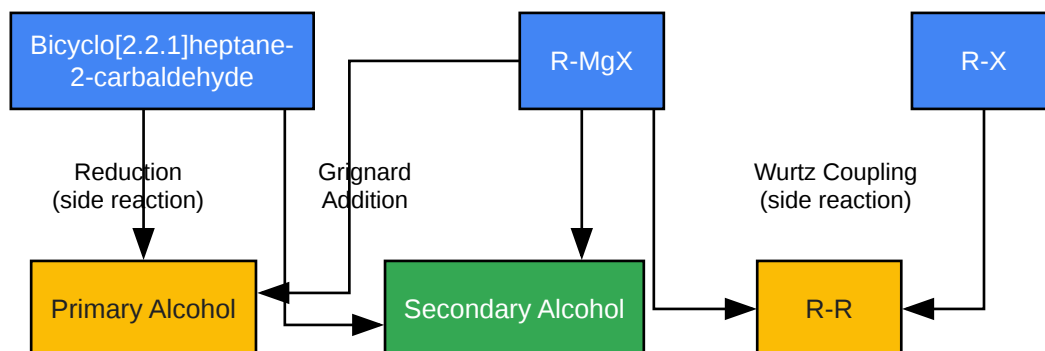 Bicyclo[2.2.1]heptane-
2-carbaldehyde
R-MgX
R-X
Reduction
(side reaction)
Grignard
Addition
Wurtz Coupling
(side reaction)
Primary Alcohol
Secondary Alcohol
R-R